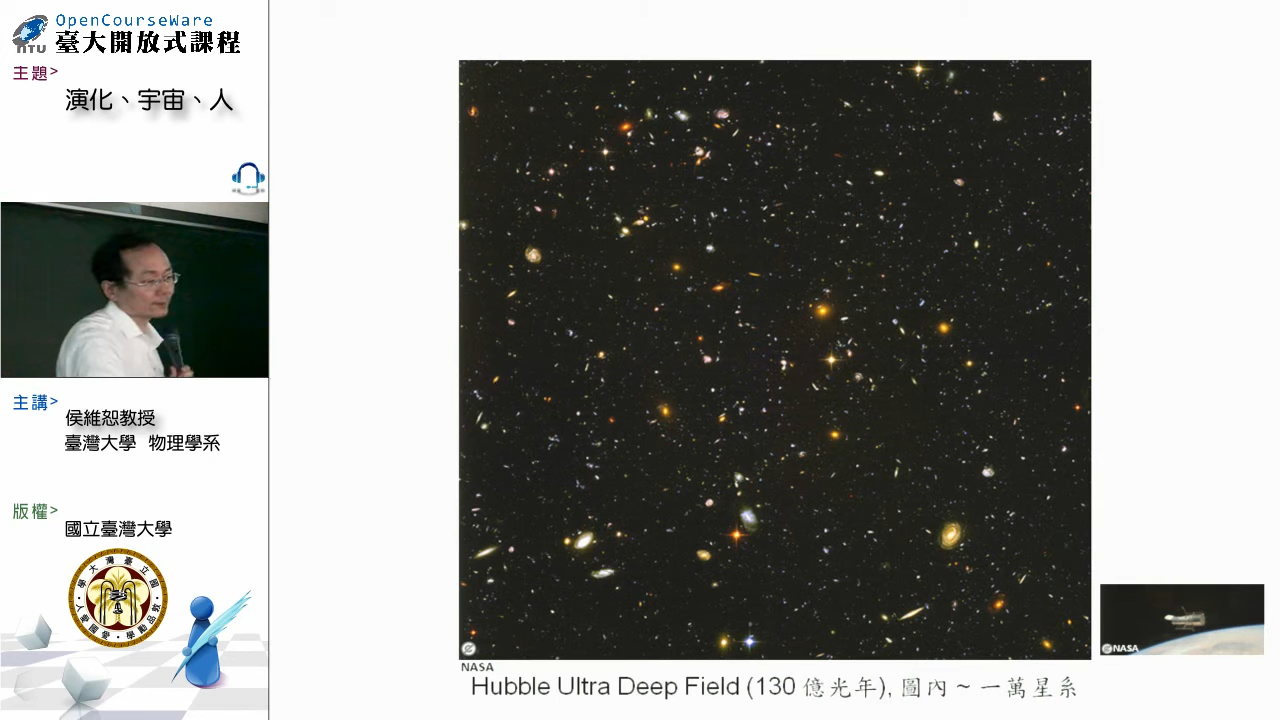 OpenCourseWare
NTU
臺大開放式課程
主題>
演化、宇宙、人
主講>
侯維恕教授
臺灣大學 物理學系
版權>
國立臺灣大學
NASA
NASA
Hubble Ultra Deep Field (130 億光年), 圖內 ~ 一萬星系